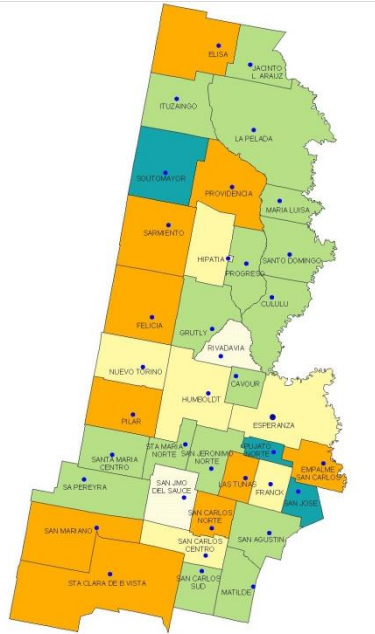 ELISA
JACINTO
L. ARAUZ
ITUZAINGO
LA PELADA
SOUTOMAYOR
PROVIDENCIA
MARIA LUISA
SARMIENTO
HIPATIA
PROGRESO
SANTO DOMINGO
CULULU
FELICIA
GRUTLY
RIVADAVIA
NUEVO TORINO
CAVOUR
HUMBOLDT
ESPERANZA
PILAR
STA MARIA
NORTE
SAN JERONIMO
NORTE
PUJATO
NORTE
SANTA MARIA
CENTRO
EMPALME
SAN CARLOS
SA PEREYRA
SAN JMO
DEL SAUCE
LAS TUNAS
FRANCK
SAN JOSE
SAN MARIANO
SAN CARLOS
NORTE
SAN AGUSTIN
SAN CARLOS
CENTRO
STA CLARA DE B VISTA
SAN CARLOS
SUD
MATILDE